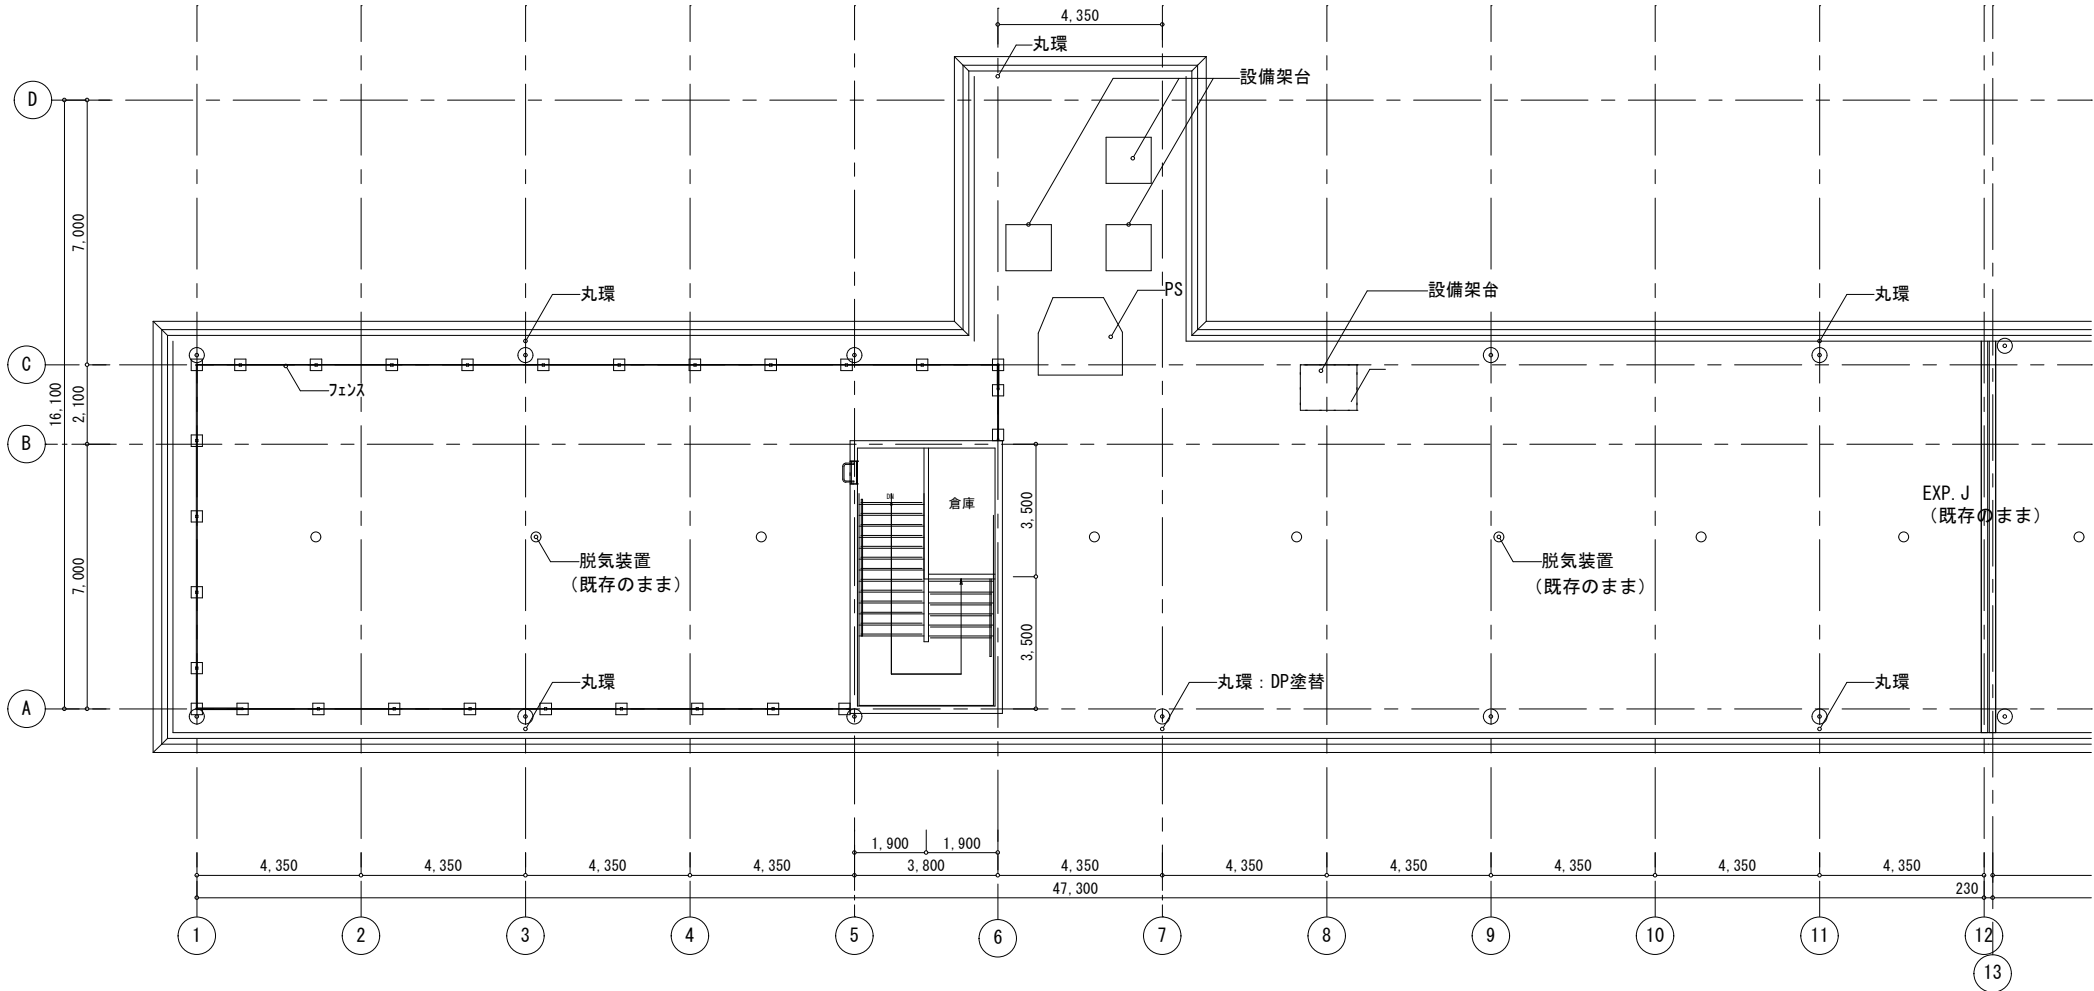 4,350
丸環
設備架台
D
7,000
丸環
PS
設備架台
丸環
C
フェンス
16,100
2,100
B
DN
倉庫
3,500
EXP.J
(既存のまま)
脱気装置
(既存のまま)
脱気装置
(既存のまま)
7,000
3,500
丸環
丸環:DP塗替
丸環
A
1,900
1,900
4,350
4,350
4,350
4,350
3,800
4,350
4,350
4,350
4,350
4,350
4,350
47,300
230
1
2
3
4
5
6
7
8
9
10
11
12
13